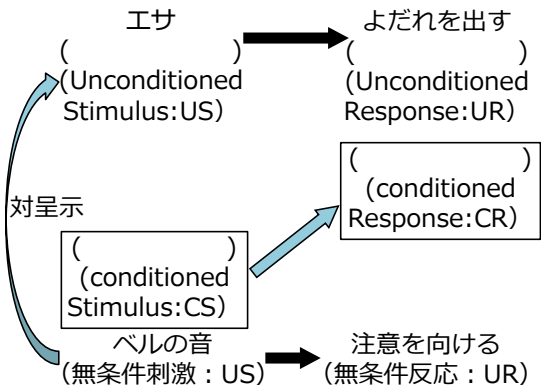 エサ
(　　　　　　)
(Unconditioned
Stimulus:US)
よだれを出す
(　　　　　　)
(Unconditioned
Response:UR)
(　　　　　　)
(conditioned
Response:CR)
対呈示
(　　　　　　)
(conditioned
Stimulus:CS)
ベルの音
(無条件刺激：US)
注意を向ける
(無条件反応：UR)